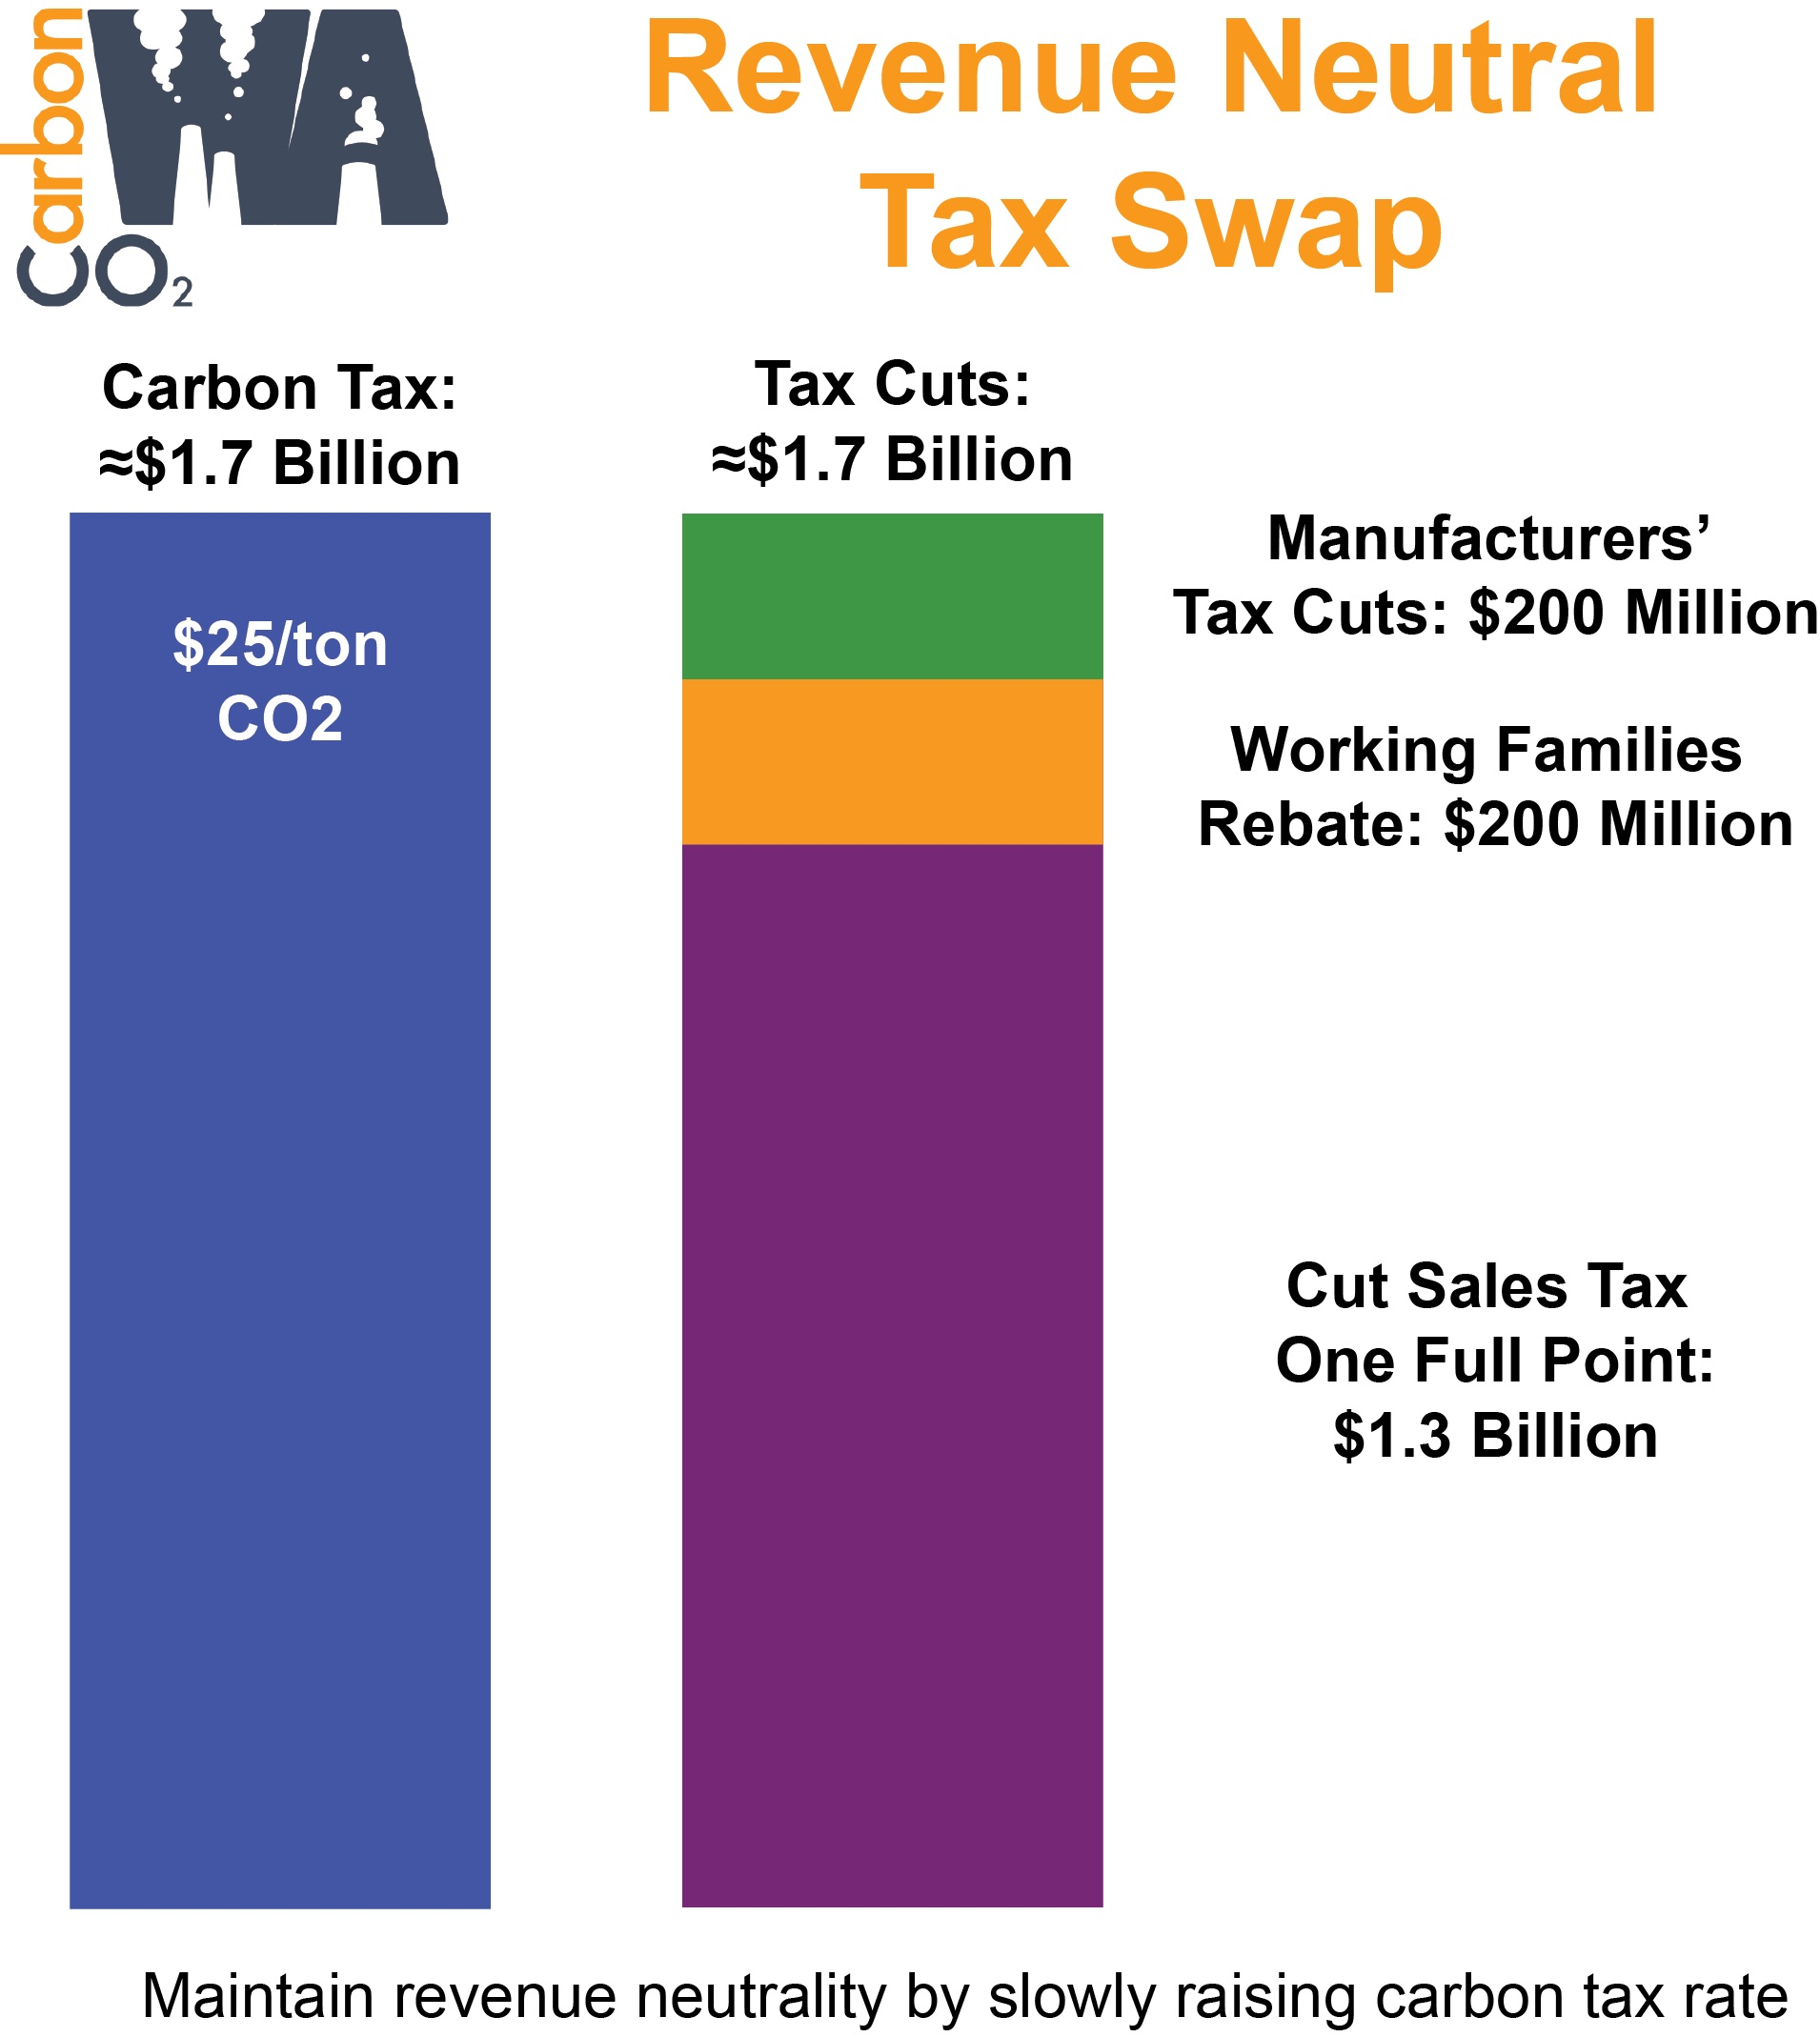 Carbon
WA
CO₂
Revenue Neutral
Tax Swap
Carbon Tax:
≈$1.7 Billion
Tax Cuts:
≈$1.7 Billion
$25/ton
CO2
Manufacturers’
Tax Cuts: $200 Million
Working Families
Rebate: $200 Million
Cut Sales Tax
One Full Point:
$1.3 Billion
Maintain revenue neutrality by slowly raising carbon tax rate